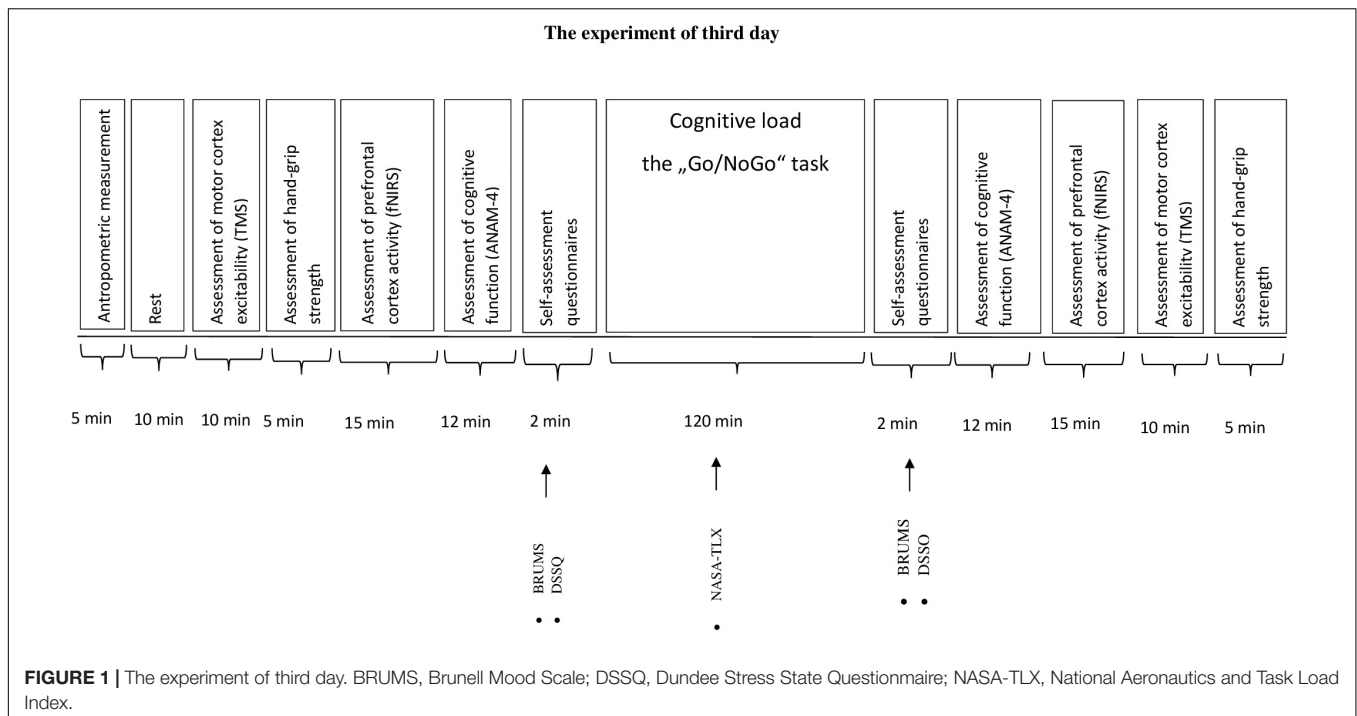 The experiment of third day
Antropometric measurement
Rest
Assessment of motor cortex
excitability (TMS)
Assessment of hand-grip
strength
Assessment of prefrontal
cortex activity (fNIRS)
Assessment of cognitive
function (ANAM-4)
Self-assessment
questionnaires
Cognitive load
the „Go/NoGo“ task
Self-assessment
questionnaires
Assessment of cognitive
function (ANAM-4)
Assessment of prefrontal
cortex activity (fNIRS)
Assessment of motor cortex
excitability (TMS)
Assessment of hand-grip
strength
5 min 10 min 10 min 5 min 15 min 12 min 2 min 120 min 2 min 12 min 15 min 10 min 5 min
• BRUMS
• DSSQ
• NASA-TLX
• BRUMS
• DSSO
FIGURE 1 | The experiment of third day. BRUMS, Brunell Mood Scale; DSSQ, Dundee Stress State Questionmaire; NASA-TLX, National Aeronautics and Task Load
Index.